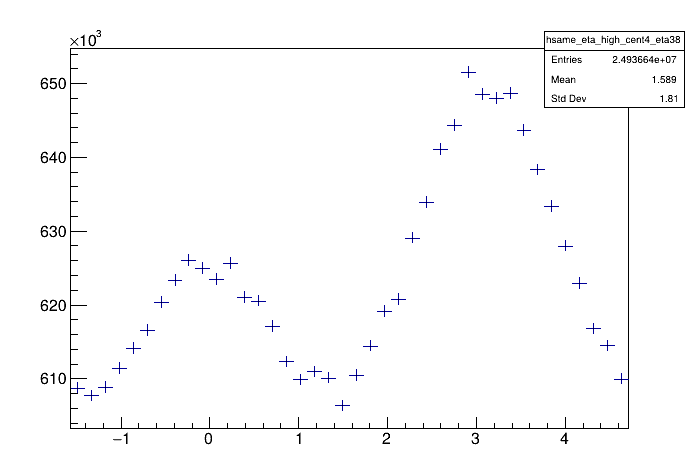 ×10³
hsame_eta_high_cent4_eta38
Entries 2.493664e+07
Mean 1.589
Std Dev 1.81
650
640
630
620
610
−1 0 1 2 3 4